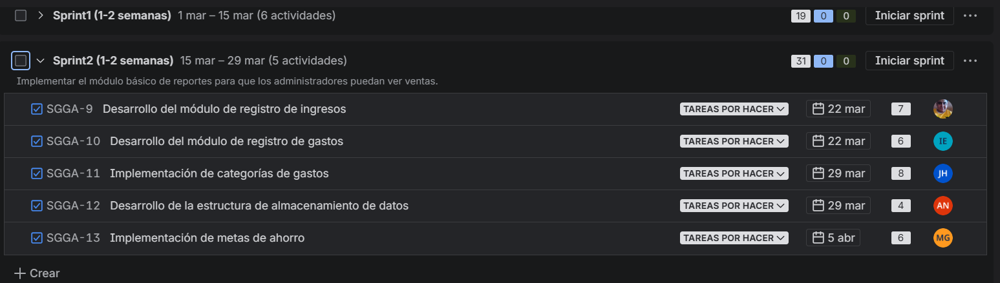 Sprint1 (1-2 semanas) 1 mar – 15 mar (6 actividades) 19 0 0 Iniciar sprint
Sprint2 (1-2 semanas) 15 mar – 29 mar (5 actividades) 31 0 0 Iniciar sprint
Implementar el módulo básico de reportes para que los administradores puedan ver ventas.
SGGA-9 Desarrollo del módulo de registro de ingresos TAREAS POR HACER 22 mar 7
SGGA-10 Desarrollo del módulo de registro de gastos TAREAS POR HACER 22 mar 6 IE
SGGA-11 Implementación de categorías de gastos TAREAS POR HACER 29 mar 8 JH
SGGA-12 Desarrollo de la estructura de almacenamiento de datos TAREAS POR HACER 29 mar 4 AN
SGGA-13 Implementación de metas de ahorro TAREAS POR HACER 5 abr 6 MG
Crear